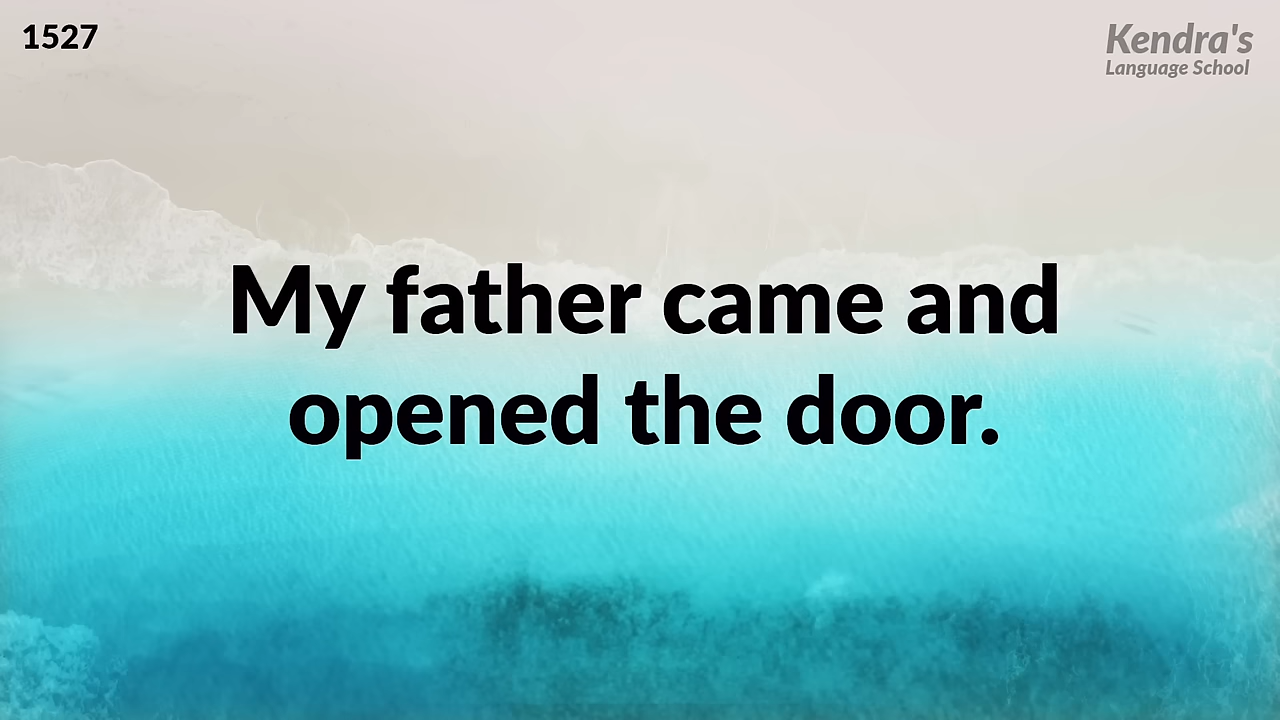 1527
Kendra's
Language School
My father came and
opened the door.